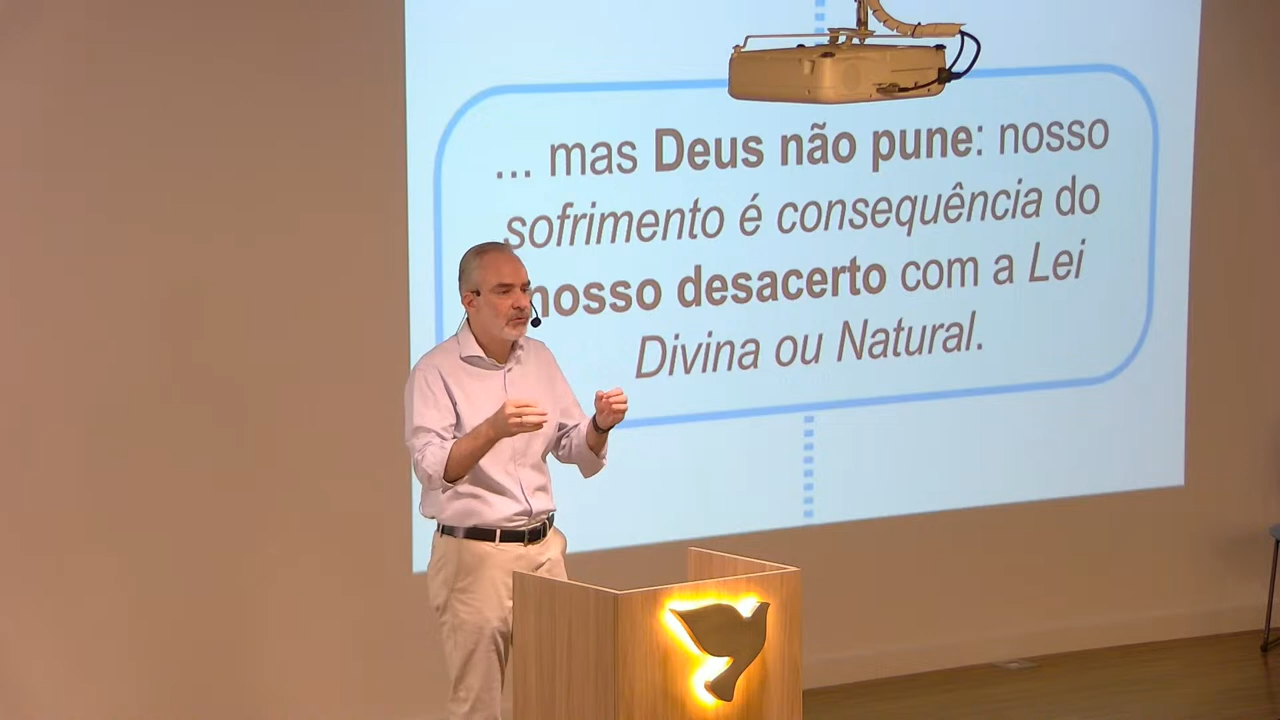 ... mas Deus não pune: nosso
sofrimento é consequência do
nosso desacerto com a Lei
Divina ou Natural.